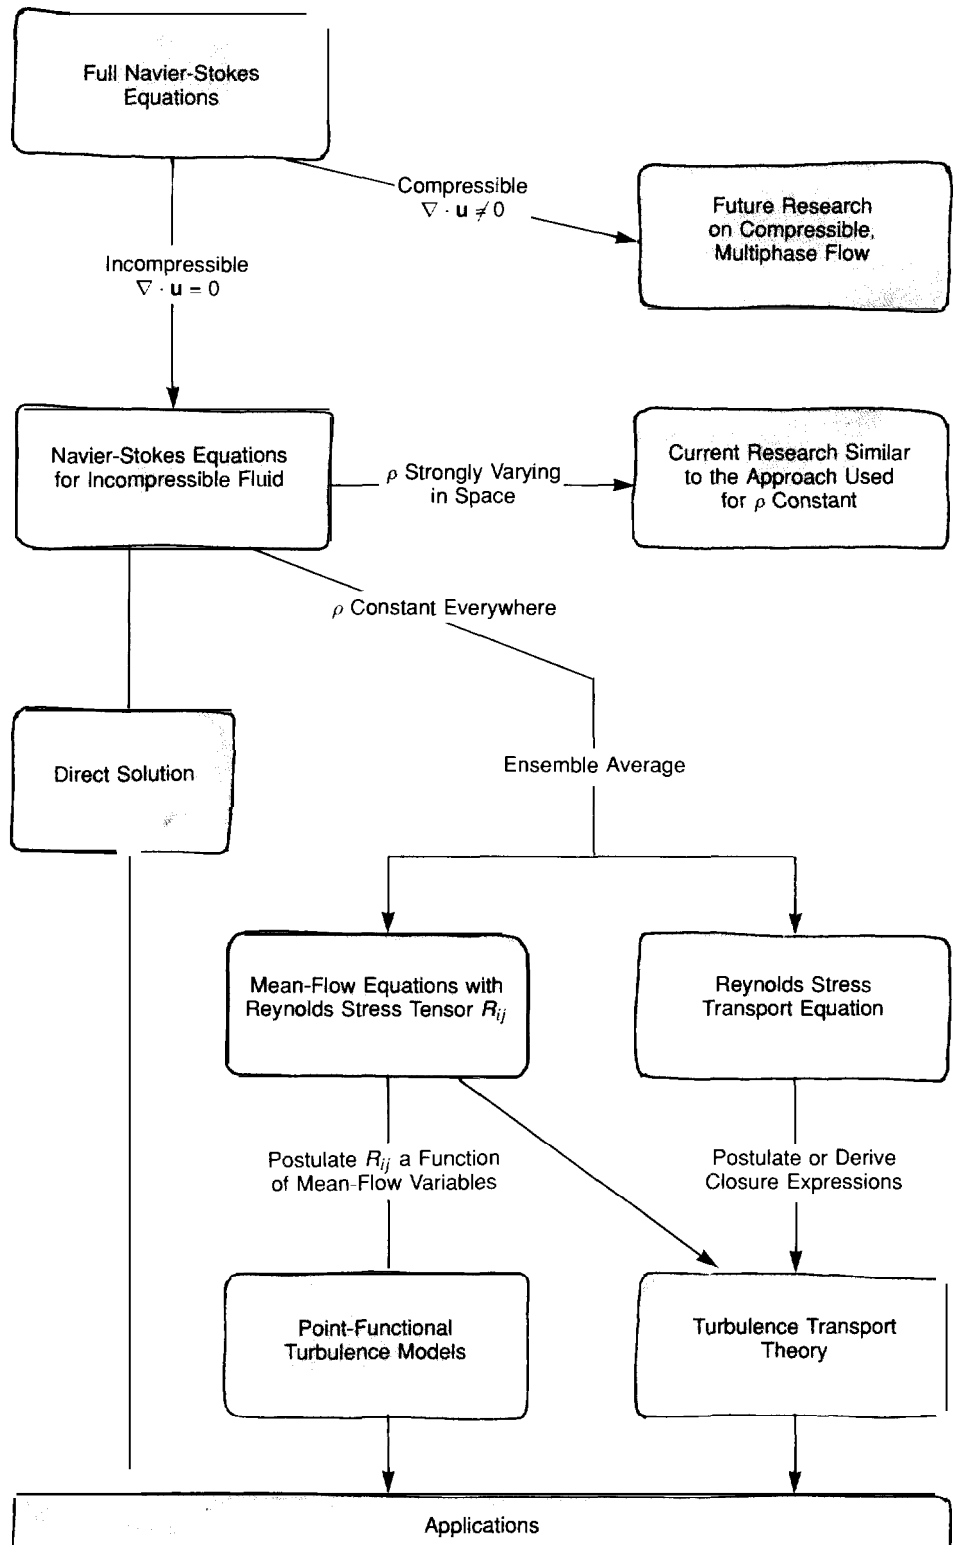 Full Navier-Stokes
Equations
Compressible
∇ · u ≠ 0
Future Research
on Compressible,
Multiphase Flow
Incompressible
∇ · u = 0
Navier-Stokes Equations
for Incompressible Fluid
ρ Strongly Varying
in Space
Current Research Similar
to the Approach Used
for ρ Constant
ρ Constant Everywhere
Direct Solution
Ensemble Average
Mean-Flow Equations with
Reynolds Stress Tensor Rij
Reynolds Stress
Transport Equation
Postulate Rij a Function
of Mean-Flow Variables
Postulate or Derive
Closure Expressions
Point-Functional
Turbulence Models
Turbulence Transport
Theory
Applications